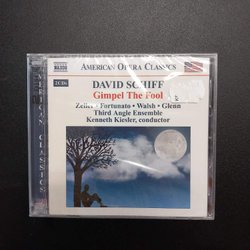 NAXOS
AMERICAN OPERA CLASSICS
2 CDs
DAVID SCHIFF
Gimpel The Fool
Zeller • Fortunato • Walsh • Glenn
Third Angle Ensemble
Kenneth Kiesler, conductor
AMERICAN CLASSICS